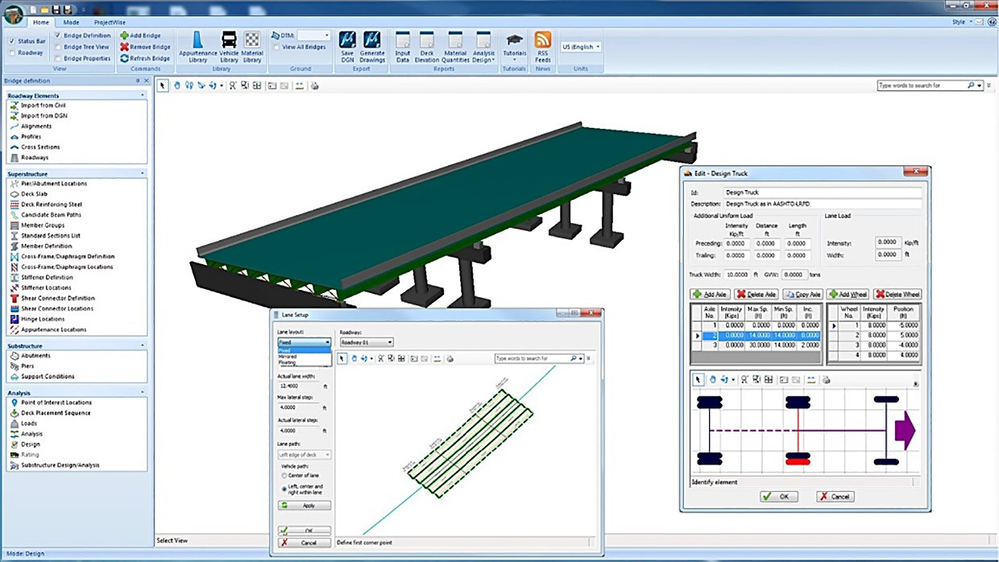 Home Mode ProjectWise Style
Status Bar Bridge Definition Add Bridge DTM: US (English)
Roadway Bridge Tree View Remove Bridge View All Bridges
Bridge Properties Refresh Bridge
Appurtenance Library Vehicle Library Material Library Save DGN Generate Drawings Input Data Deck Elevation Material Quantities Analysis Design Tutorials RSS Feeds
View Commands Library Ground Export Reports Tutorials News Units
Bridge definition
Type words to search for
Roadway Elements
Import from Civil
Import from DGN
Alignments
Profiles
Cross Sections
Roadways
Superstructure
Pier/Abutment Locations
Deck Slab
Deck Reinforcing Steel
Candidate Beam Paths
Member Groups
Standard Sections List
Member Definition
Cross-Frame/Diaphragm Definition
Cross-Frame/Diaphragm Locations
Stiffener Definition
Stiffener Locations
Shear Connector Definition
Shear Connector Locations
Hinge Locations
Appurtenance Locations
Substructure
Abutments
Piers
Support Conditions
Analysis
Point of Interest Locations
Deck Placement Sequence
Loads
Analysis
Design
Rating
Substructure Design/Analysis
Mode: Design
Select View
Lane Setup
Lane layout: Roadway:
Fixed Roadway 01
Fixed
Mirrored
Floating
Type words to search for
Actual lane width:
12.4000 ft
Max lateral step:
4.0000 ft
Actual lateral step:
4.0000 ft
Lane paths:
Left edge of deck
Vehicle path:
Center of lane
Left, center and
right within lane
Apply
OK
Cancel
Define first corner point
Edit - Design Truck
Id: Design Truck
Description: Design Truck as in AASHTO-LRFD
Additional Uniform Load Lane Load
Intensity Distance Length
Kip/ft ft ft
Preceding: 0.0000 0.0000 0.0000 Intensity: 0.0000 Kip/ft
Trailing: 0.0000 0.0000 0.0000 Width: 0.0000 ft
Truck Width: 10.0000 ft GVW: 0.0000 tons
Add Axle Delete Axle Copy Axle Add Wheel Delete Wheel
Axle No. Intensity (Kips) Max Sp. (ft) Min Sp. (ft) Inc. (ft) Wheel No. Intensity (Kips) Position (ft)
1 0.0000 0.0000 0.0000 0.0000 1 8.0000 -5.0000
2 0.0000 14.0000 14.0000 0.0000 2 8.0000 5.0000
3 0.0000 30.0000 14.0000 2.0000 3 8.0000 -4.0000
4 8.0000 4.0000
Identify element
OK Cancel